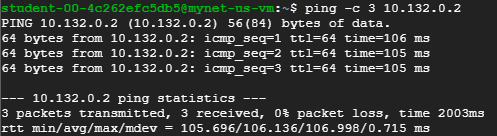 student-00-4c262efc5db5@mynet-us-vm:~$ ping -c 3 10.132.0.2
PING 10.132.0.2 (10.132.0.2) 56(84) bytes of data.
64 bytes from 10.132.0.2: icmp_seq=1 ttl=64 time=106 ms
64 bytes from 10.132.0.2: icmp_seq=2 ttl=64 time=105 ms
64 bytes from 10.132.0.2: icmp_seq=3 ttl=64 time=105 ms

--- 10.132.0.2 ping statistics ---
3 packets transmitted, 3 received, 0% packet loss, time 2003ms
rtt min/avg/max/mdev = 105.696/106.136/106.998/0.715 ms